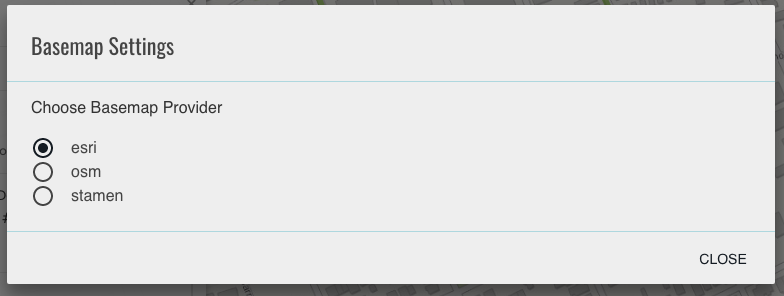 Basemap Settings
Choose Basemap Provider
esri
osm
stamen
CLOSE